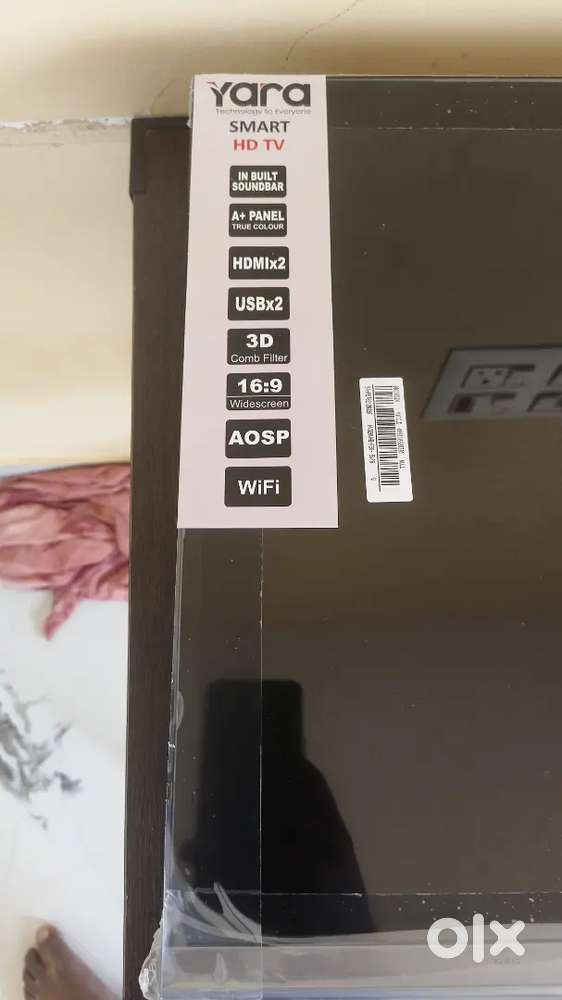 Yara
Technology to Everyone
SMART
HD TV
IN BUILT
SOUNDBAR
A+ PANEL
TRUE COLOUR
HDMIx2
USBx2
3D
Comb Filter
16:9
Widescreen
AOSP
WiFi
olx